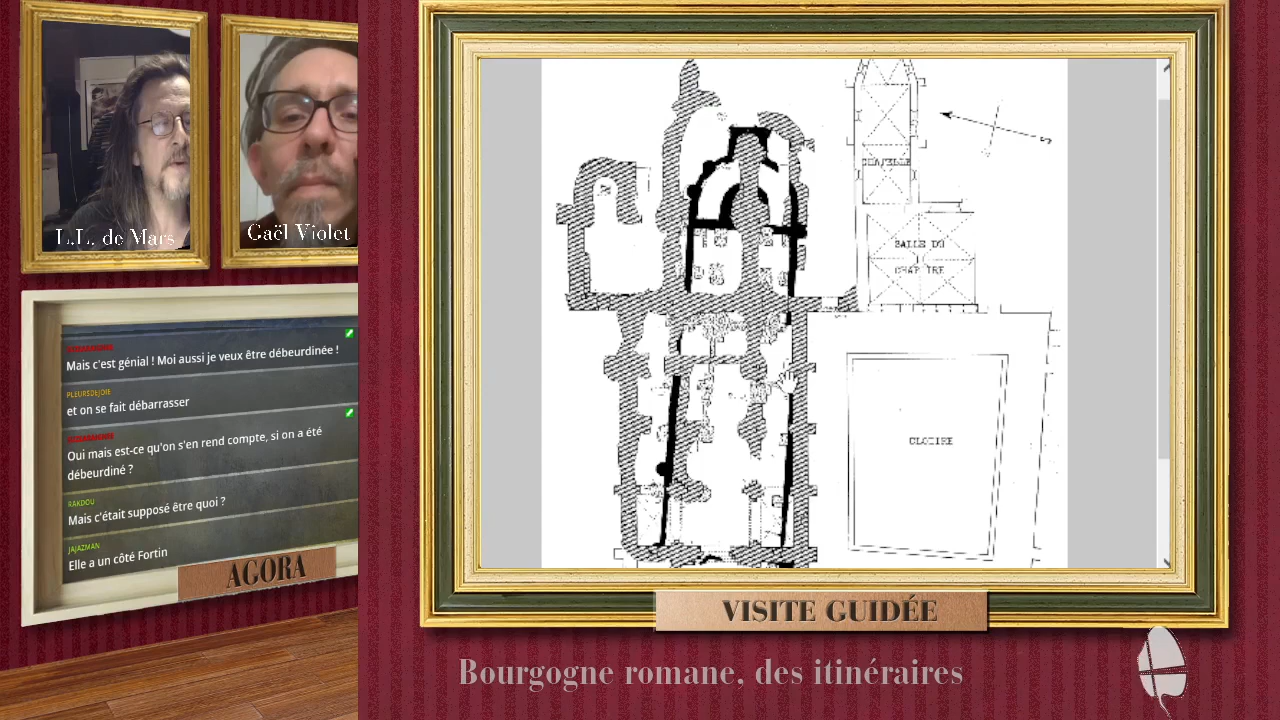 L.L. de Mars
Gaël Violet
Mais c'est génial ! Moi aussi je veux être débeurdinée !
PLEURSDEJOIE
et on se fait débarrasser
Oui mais est-ce qu'on s'en rend compte, si on a été
débeurdiné ?
RAKDOU
Mais c'était supposé être quoi ?
JAJAZMAN
Elle a un côté Fortin
AGORA
CHAPELLE
SALLE DU
CHAPITRE
CLOITRE
VISITE GUIDÉE
Bourgogne romane, des itinéraires